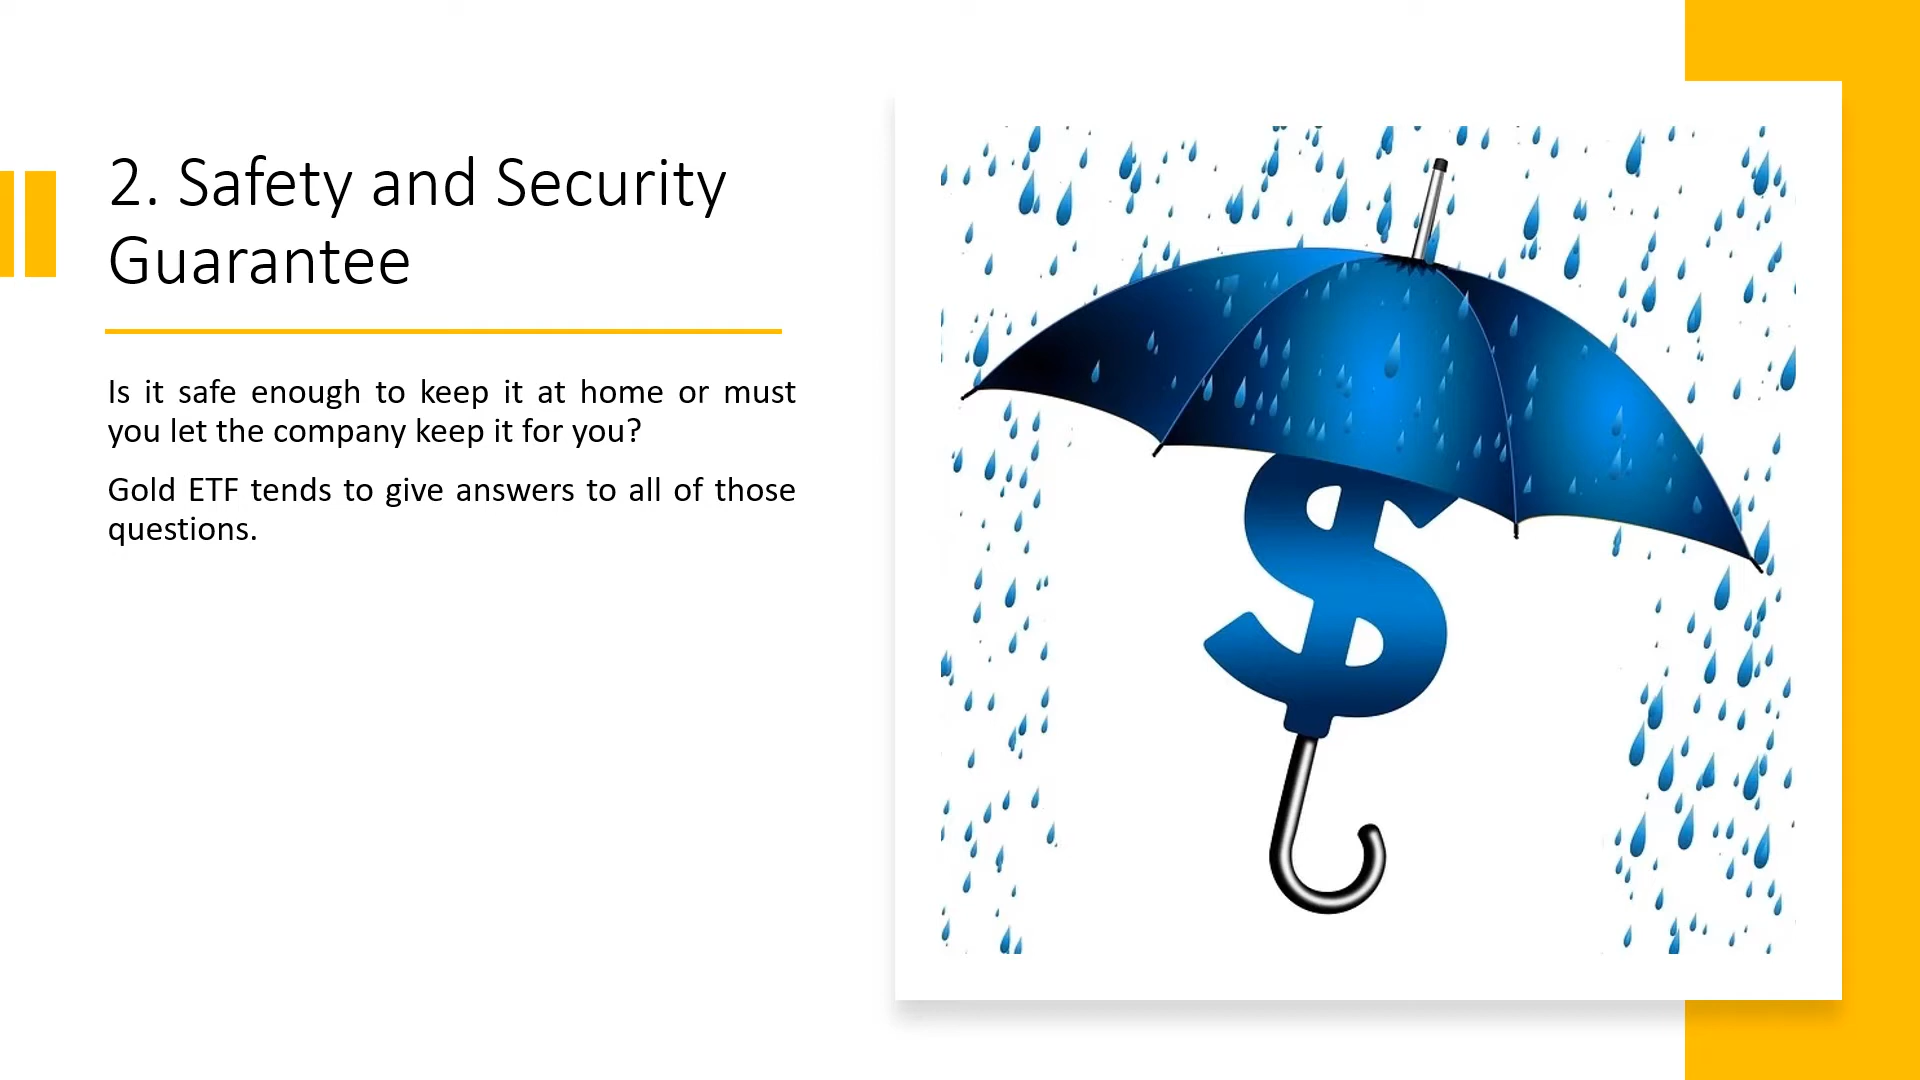 2. Safety and Security
Guarantee
Is it safe enough to keep it at home or must
you let the company keep it for you?
Gold ETF tends to give answers to all of those
questions.
$